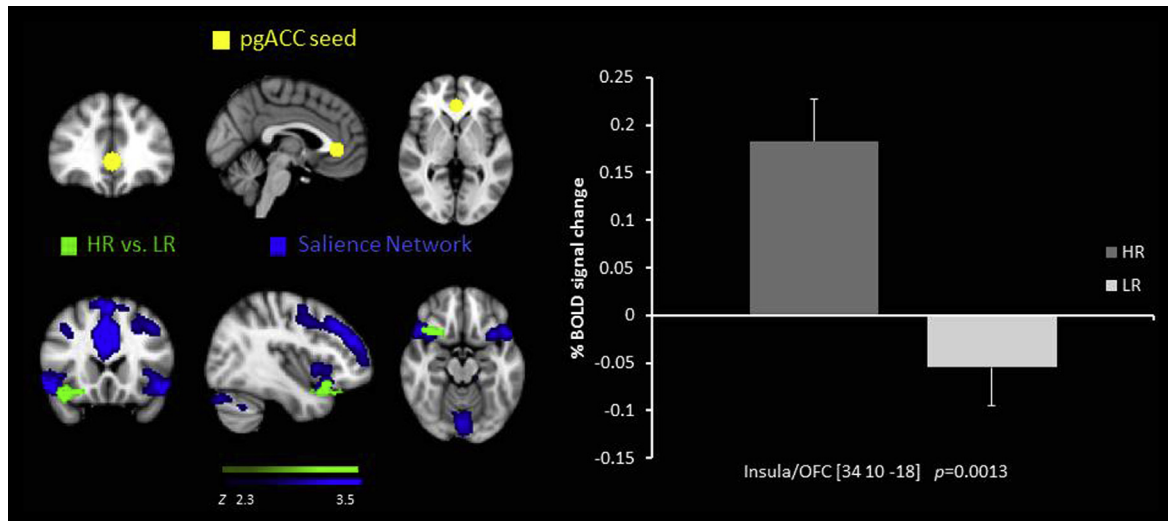 pgACC seed
HR vs. LR
Salience Network
Z 2.3 3.5
% BOLD signal change
0.25
0.2
0.15
0.1
0.05
0
-0.05
-0.1
-0.15
HR
LR
Insula/OFC [34 10 -18] p=0.0013